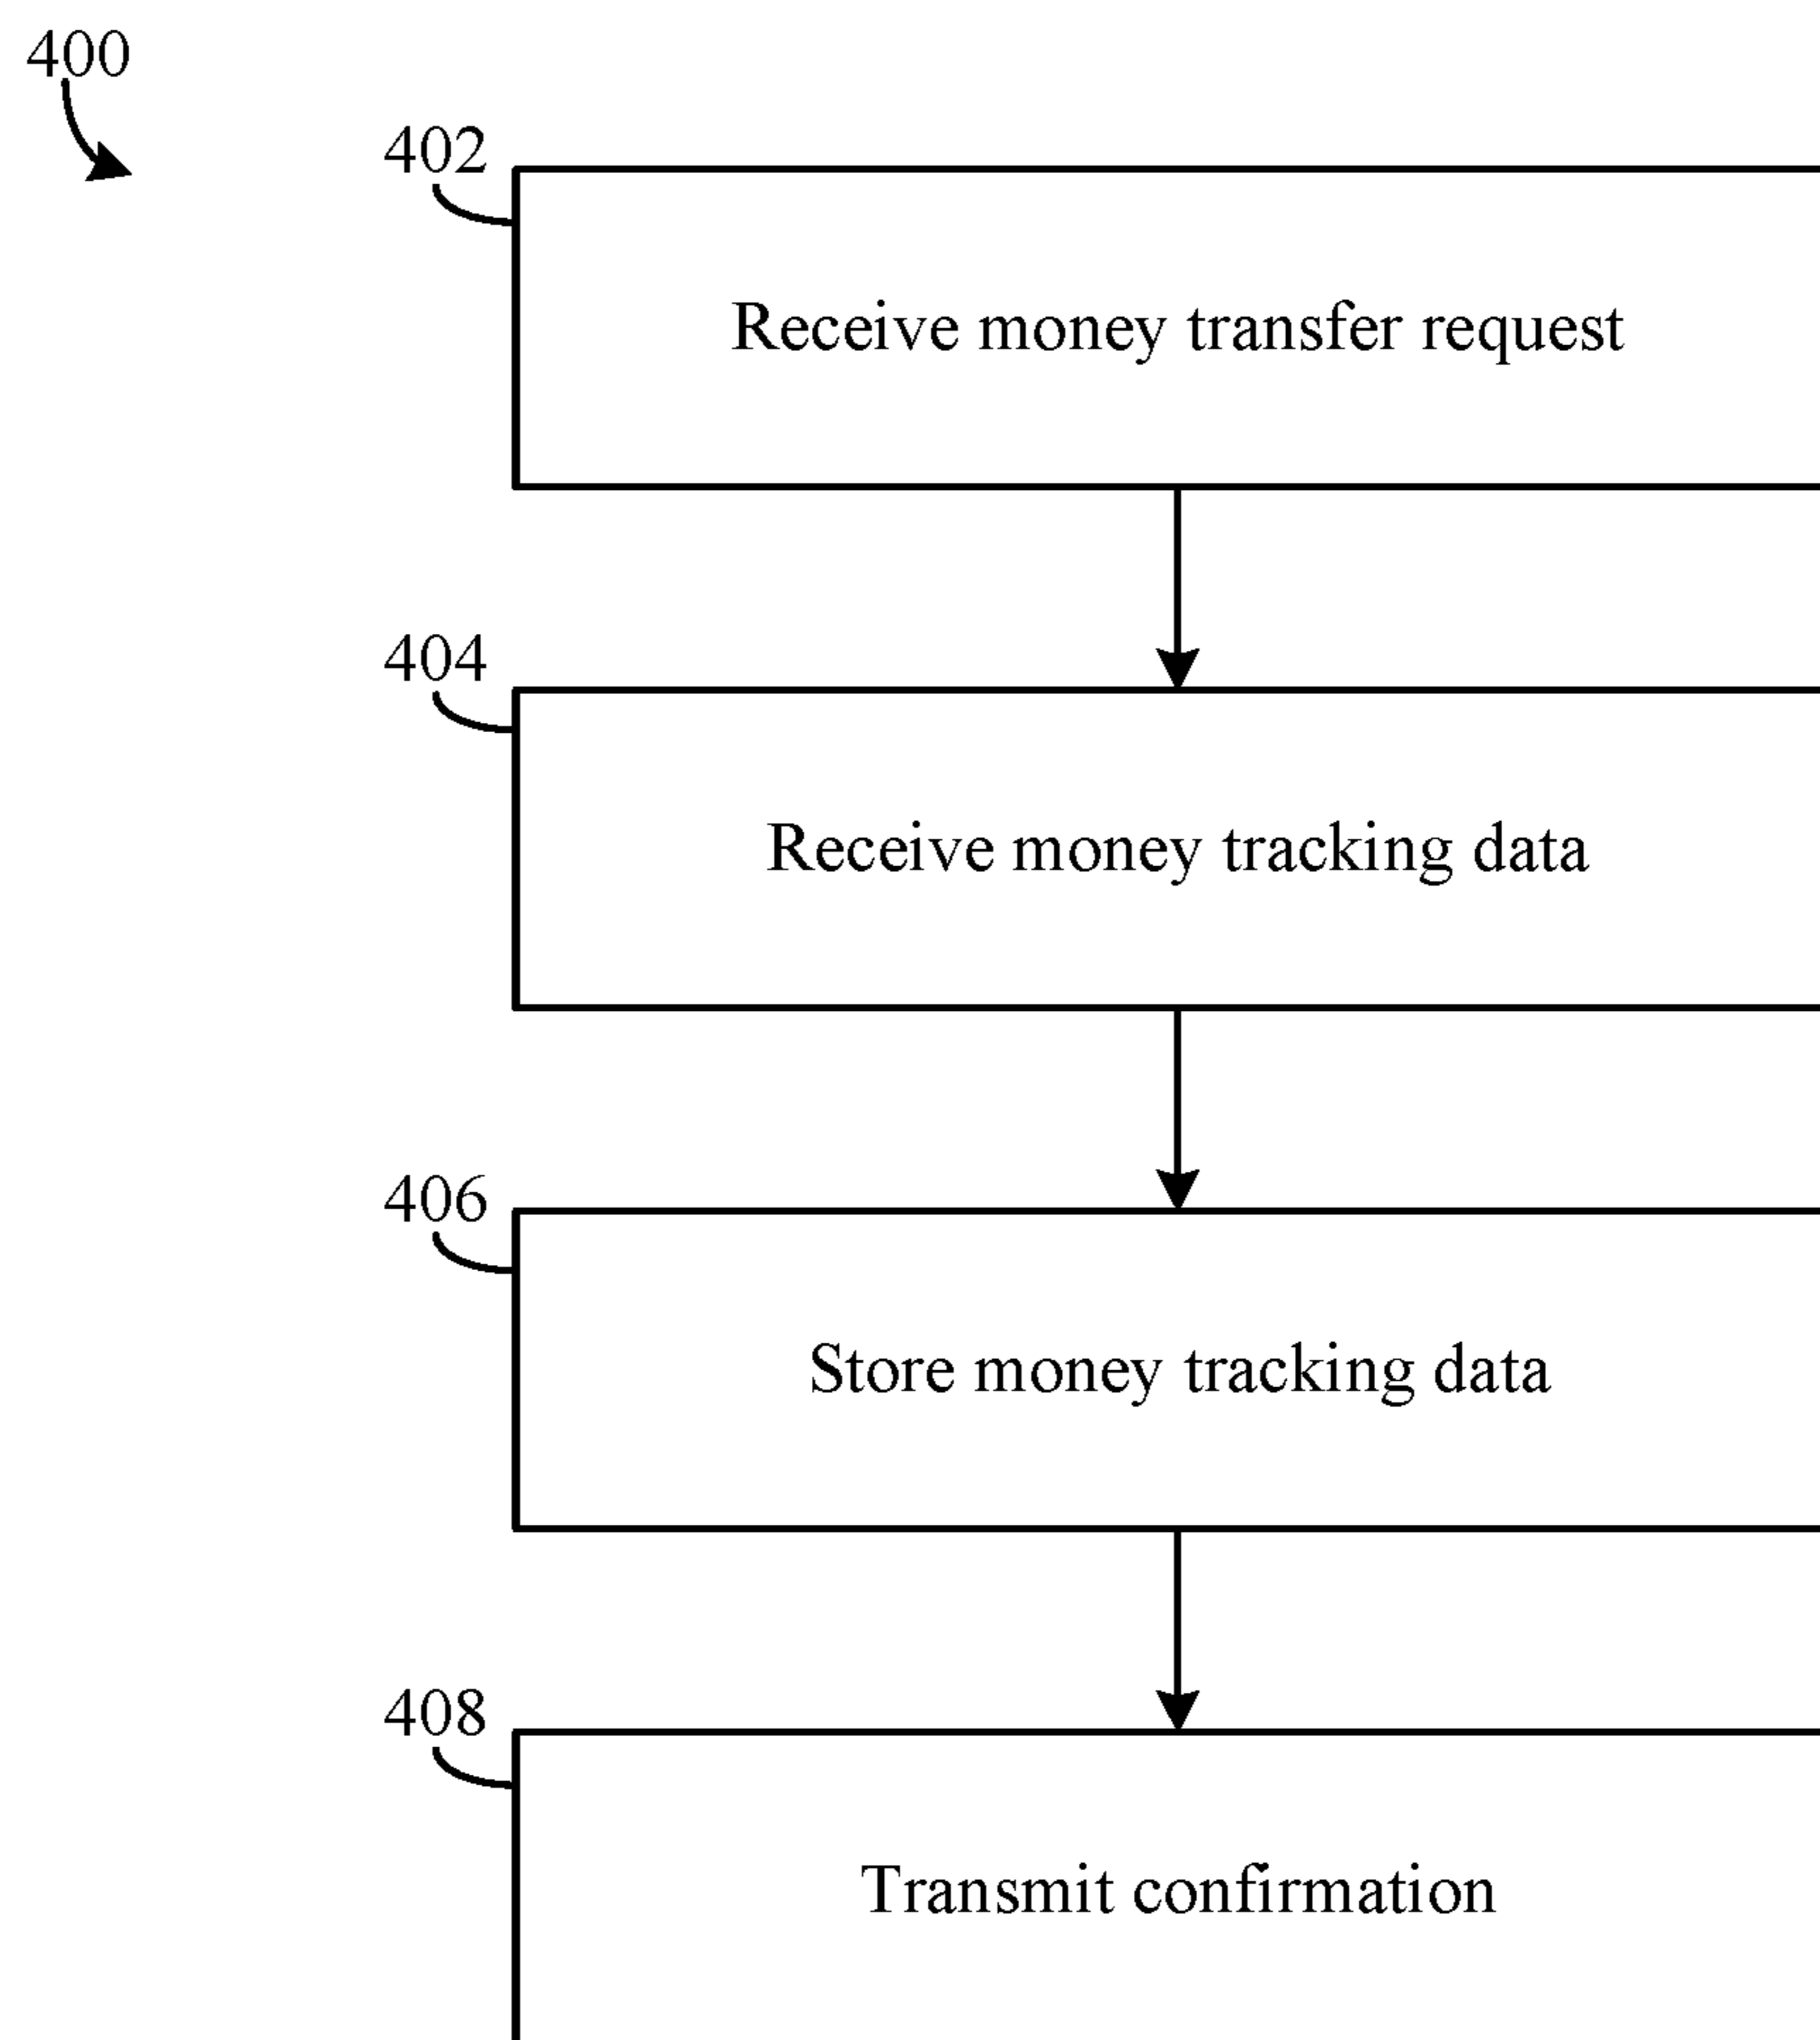 400
402
Receive money transfer request
404
Receive money tracking data
406
Store money tracking data
408
Transmit confirmation